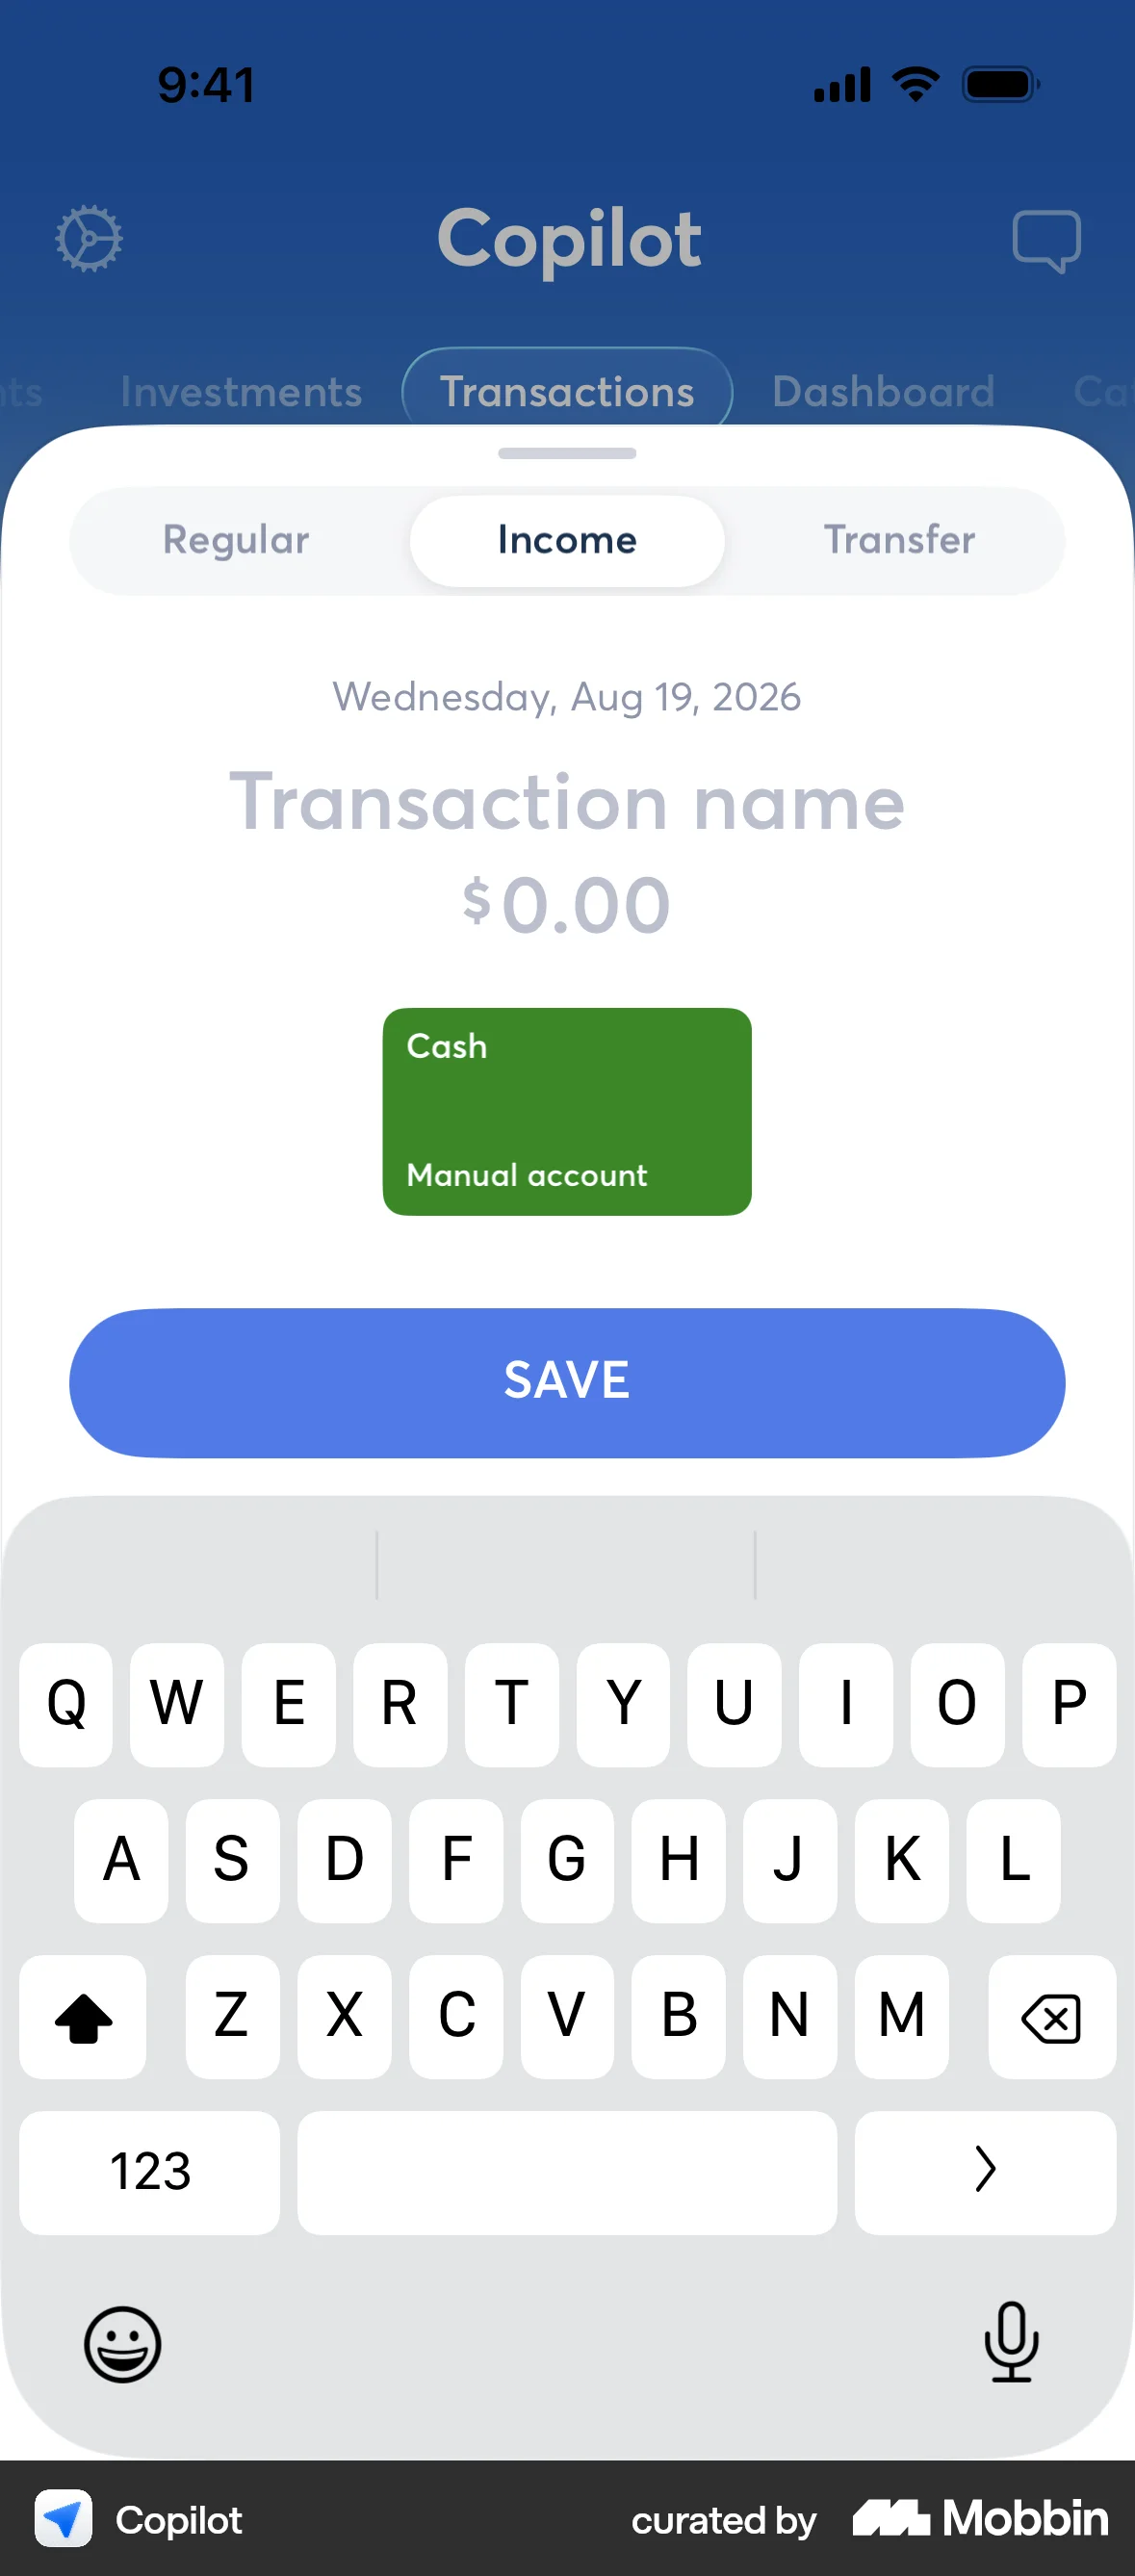 9:41
Copilot
Investments Transactions Dashboard
Regular Income Transfer
Wednesday, Aug 19, 2026
Transaction name
$0.00
Cash
Manual account
SAVE
Q W E R T Y U I O P
A S D F G H J K L
Z X C V B N M
123
Copilot curated by Mobbin